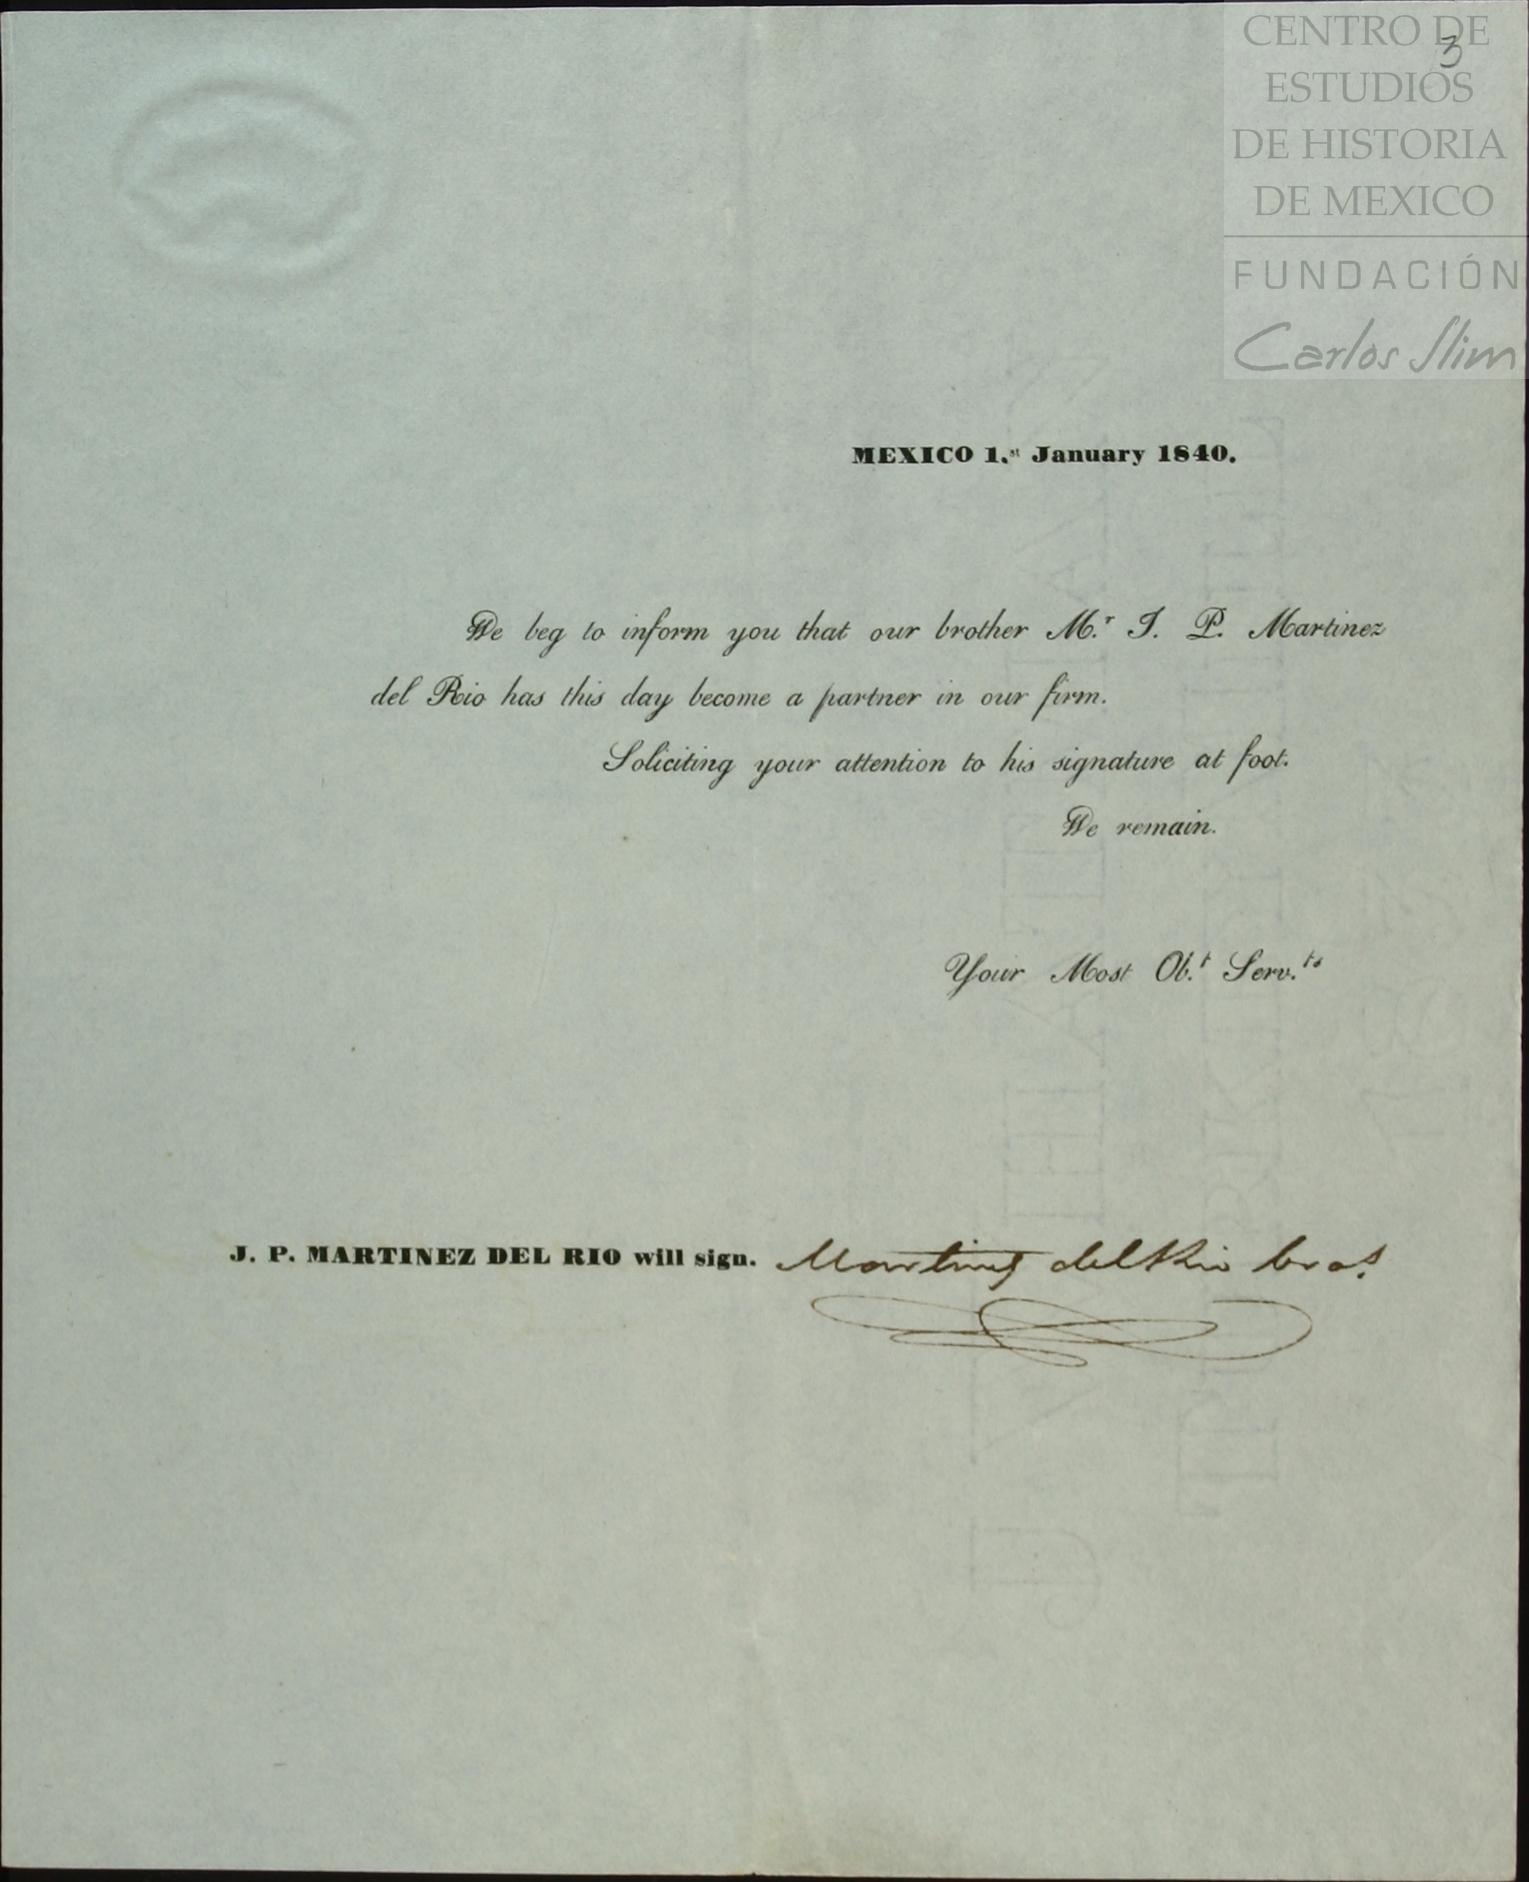 CENTRO DE
ESTUDIOS
DE HISTORIA
DE MEXICO
FUNDACIÓN
Carlos Slim
3
MEXICO 1.st January 1840.
We beg to inform you that our brother M.r J. P. Martinez
del Rio has this day become a partner in our firm.
Soliciting your attention to his signature at foot.
We remain.
Your Most Ob.t Serv.ts
J. P. MARTINEZ DEL RIO will sign. Martinez del Rio bros.